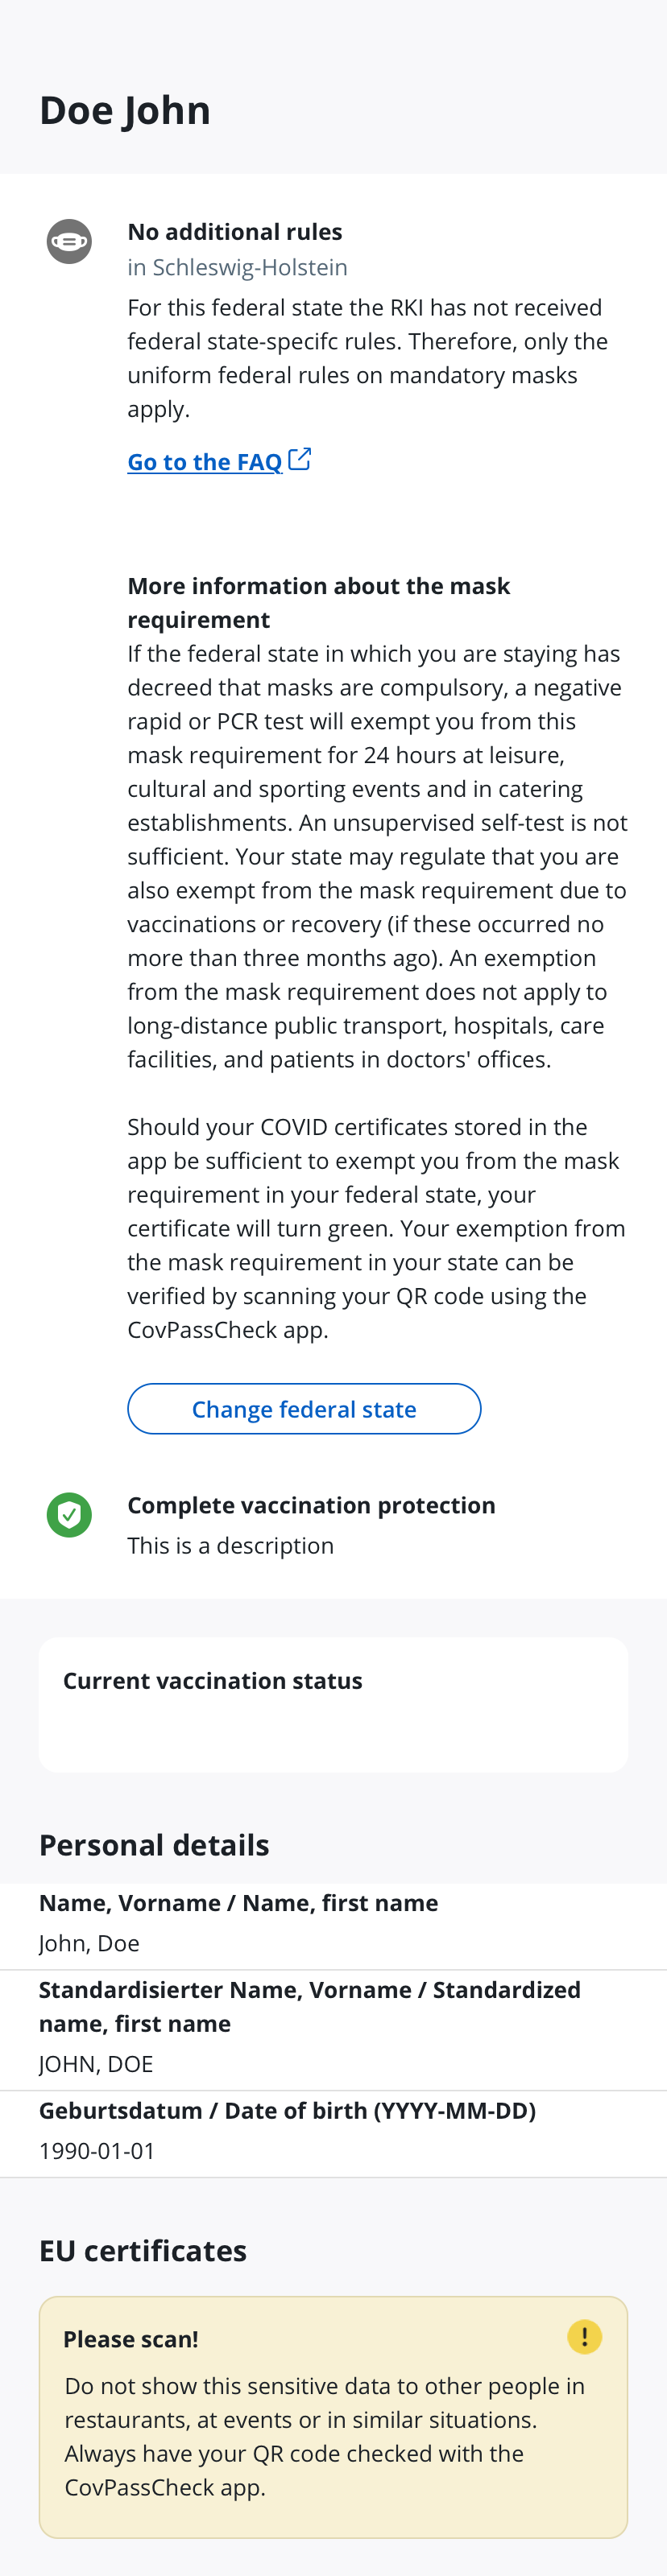 Doe John
No additional rules
in Schleswig-Holstein
For this federal state the RKI has not received
federal state-specifc rules. Therefore, only the
uniform federal rules on mandatory masks
apply.
Go to the FAQ
More information about the mask
requirement
If the federal state in which you are staying has
decreed that masks are compulsory, a negative
rapid or PCR test will exempt you from this
mask requirement for 24 hours at leisure,
cultural and sporting events and in catering
establishments. An unsupervised self-test is not
sufficient. Your state may regulate that you are
also exempt from the mask requirement due to
vaccinations or recovery (if these occurred no
more than three months ago). An exemption
from the mask requirement does not apply to
long-distance public transport, hospitals, care
facilities, and patients in doctors' offices.
Should your COVID certificates stored in the
app be sufficient to exempt you from the mask
requirement in your federal state, your
certificate will turn green. Your exemption from
the mask requirement in your state can be
verified by scanning your QR code using the
CovPassCheck app.
Change federal state
Complete vaccination protection
This is a description
Current vaccination status
Personal details
Name, Vorname / Name, first name
John, Doe
Standardisierter Name, Vorname / Standardized
name, first name
JOHN, DOE
Geburtsdatum / Date of birth (YYYY-MM-DD)
1990-01-01
EU certificates
Please scan!
Do not show this sensitive data to other people in
restaurants, at events or in similar situations.
Always have your QR code checked with the
CovPassCheck app.